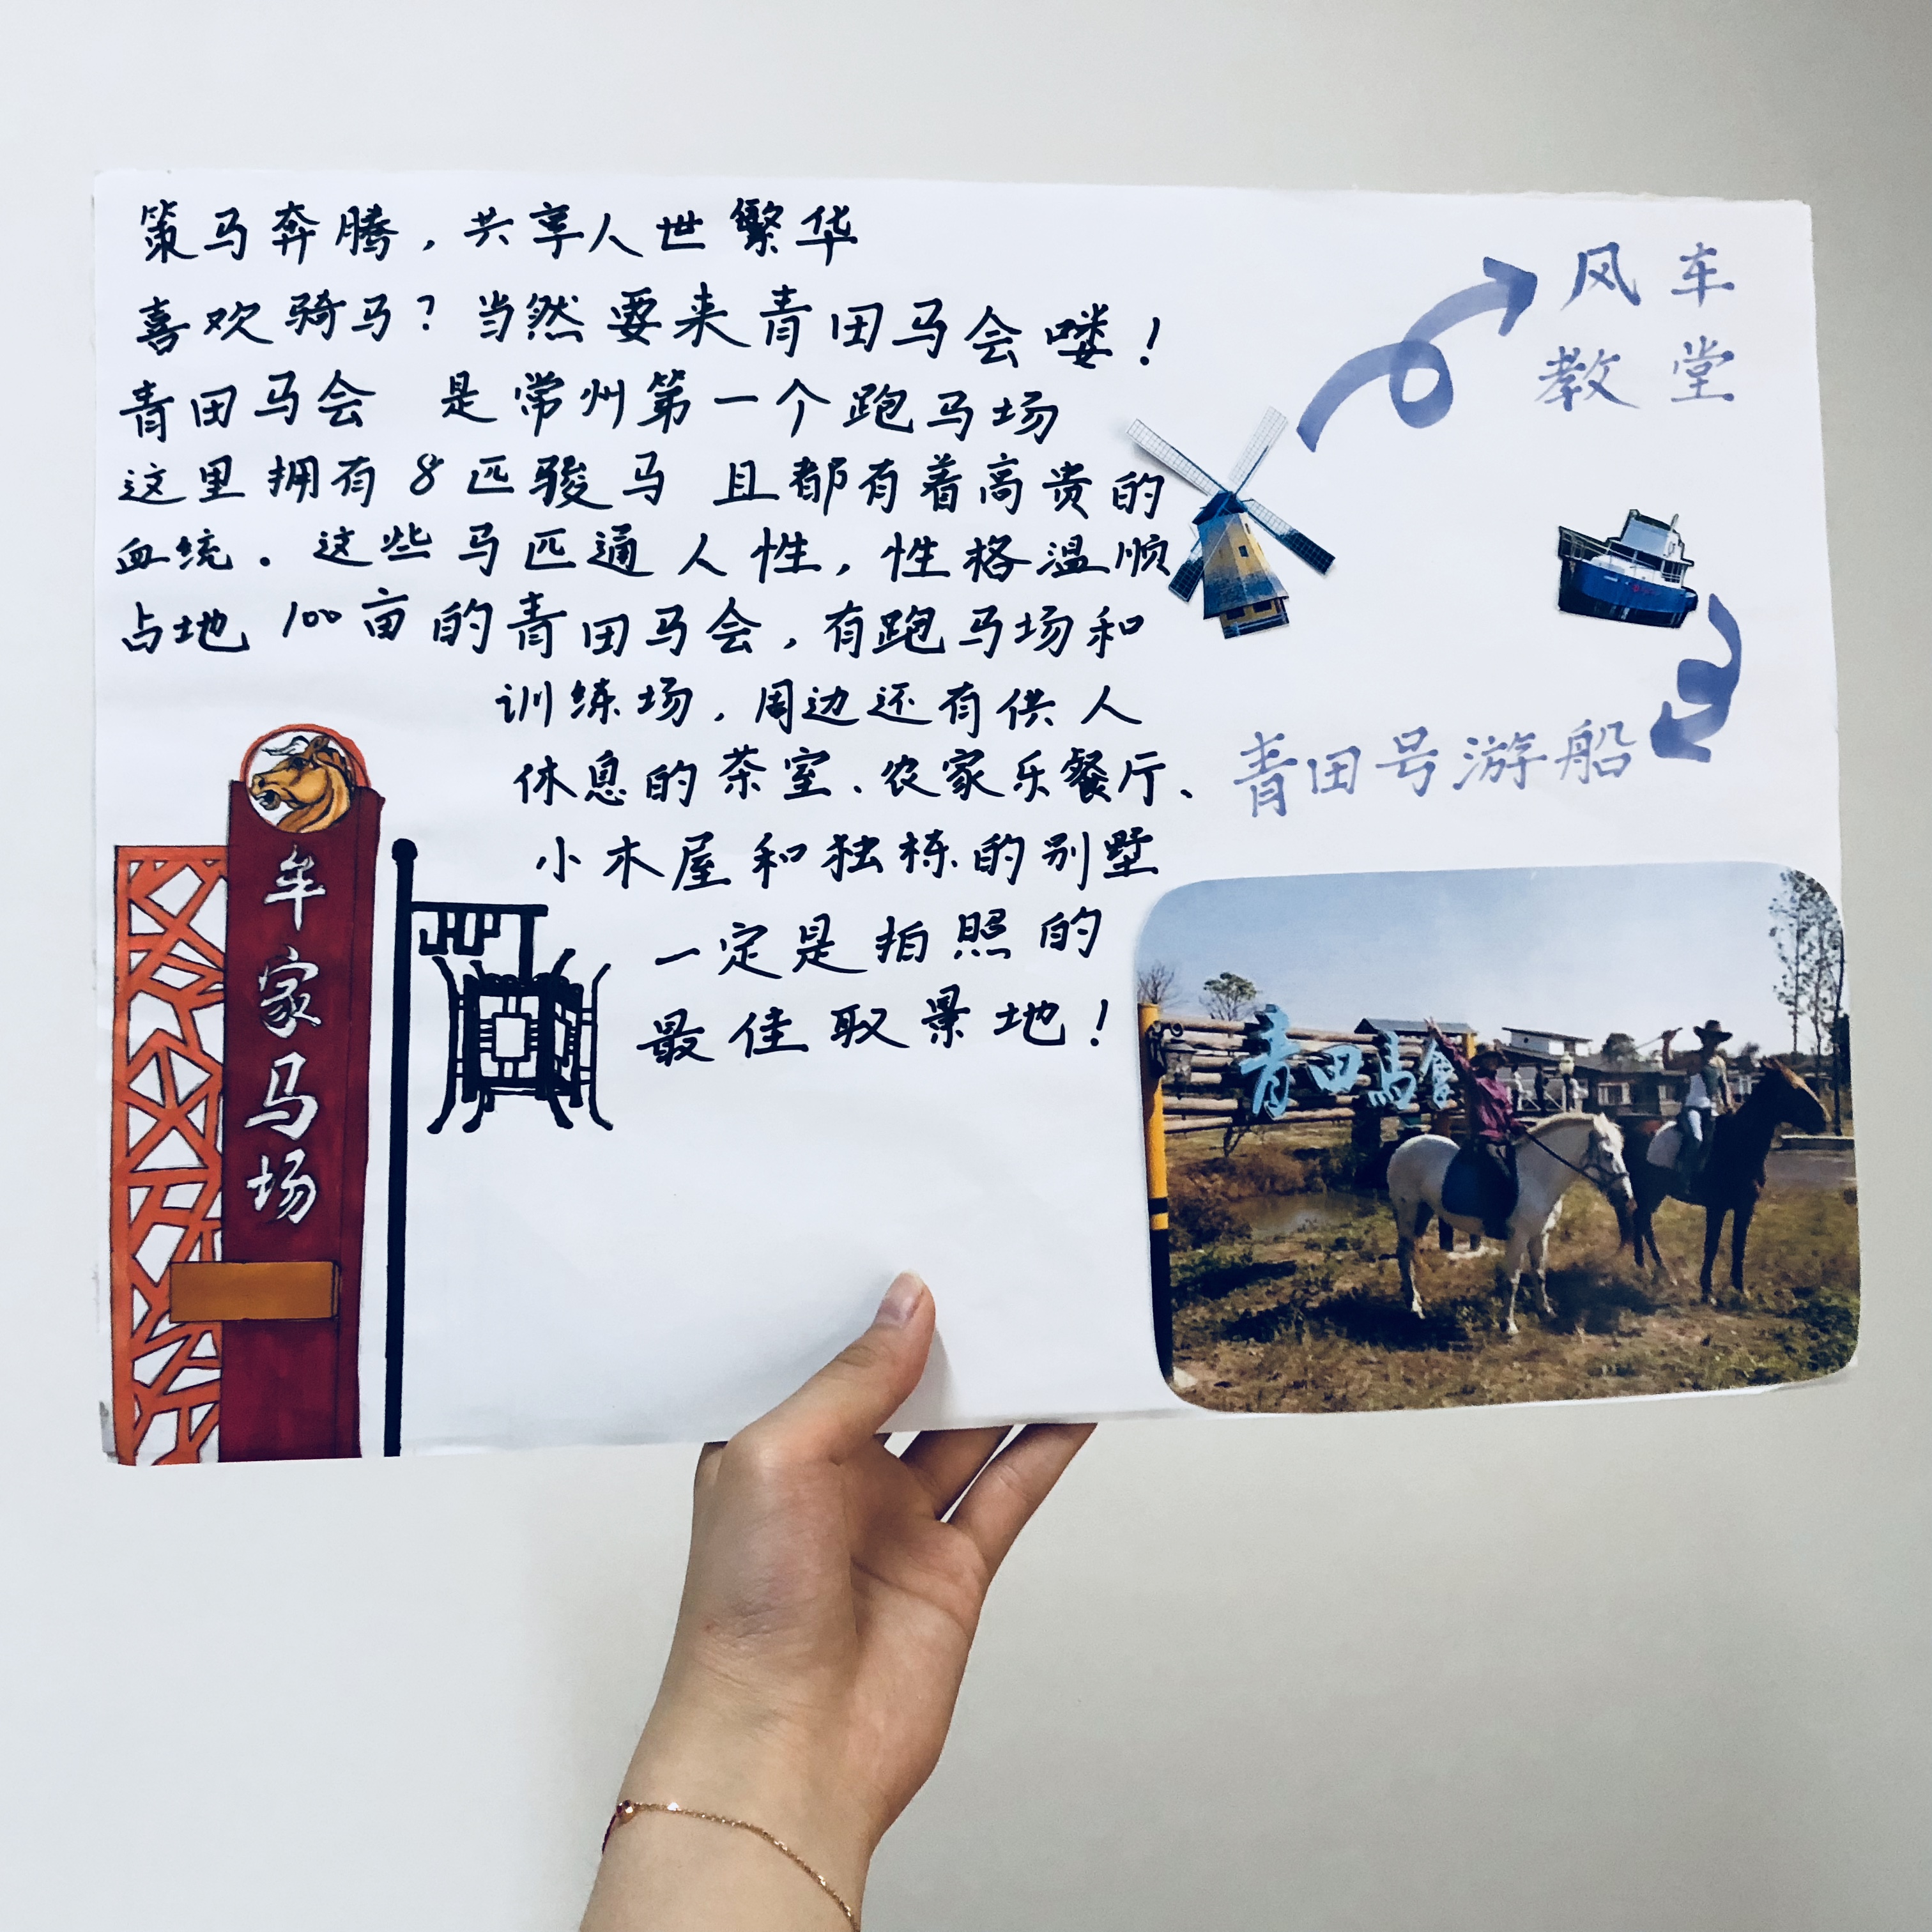 策马奔腾，共享人世繁华
喜欢骑马？当然要来青田马会喽！
青田马会 是常州第一个跑马场
这里拥有8匹骏马 且都有着高贵的
血统．这些马匹通人性，性格温顺
占地100亩的青田马会，有跑马场和
训练场，周边还有供人
休息的茶室、农家乐餐厅、
小木屋和独栋的别墅
一定是拍照的
最佳取景地！
风车
教堂
青田号游船
牟家马场
青田马會